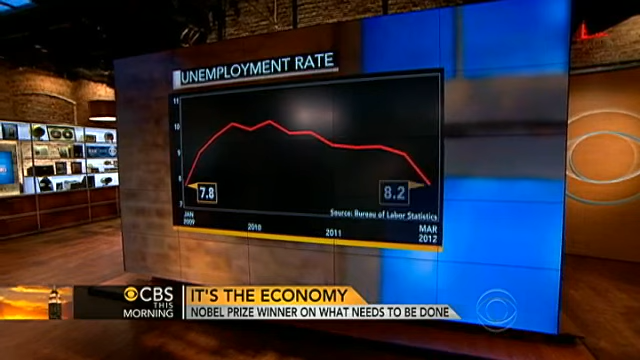 UNEMPLOYMENT RATE
11
10
9
8
7
7.8
8.2
Source: Bureau of Labor Statistics
JAN
2009
2010
2011
MAR
2012
CBS
THIS
MORNING
IT'S THE ECONOMY
NOBEL PRIZE WINNER ON WHAT NEEDS TO BE DONE